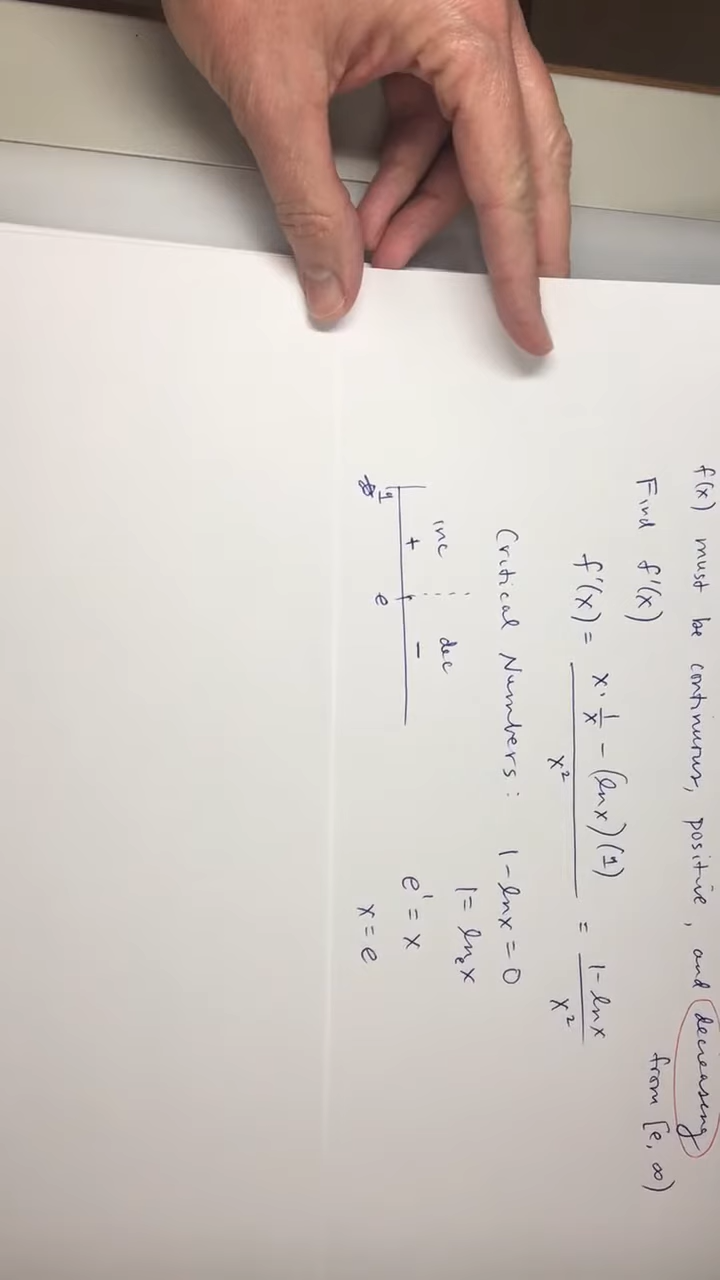 f(x) must be continuous, positive, and decreasing
from [e, ∞)
Find f'(x)
f'(x) = (x · 1/x - (ln x)(1)) / x² = (1 - ln x) / x²
Critical Numbers: 1 - ln x = 0
1 = lnₑ x
e¹ = x
x = e
inc dec
+ -
1 e